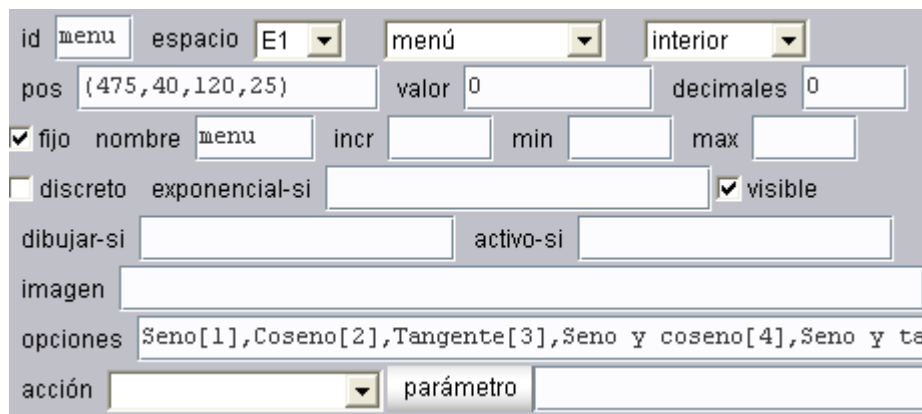 id menu espacio E1 menú interior
pos (475,40,120,25) valor 0 decimales 0
fijo nombre menu incr min max
discreto exponencial-si visible
dibujar-si activo-si
imagen
opciones Seno[1],Coseno[2],Tangente[3],Seno y coseno[4],Seno y ta
acción parámetro